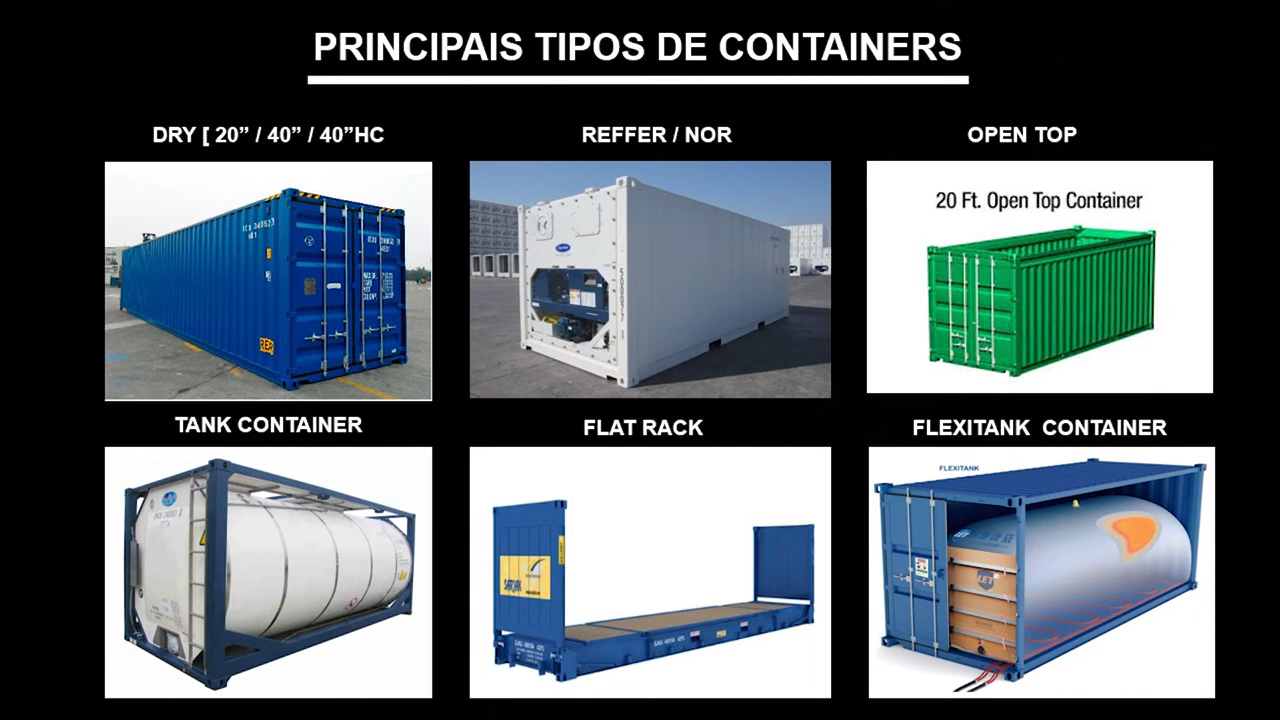 PRINCIPAIS TIPOS DE CONTAINERS
DRY [ 20” / 40” / 40”HC
REFFER / NOR
OPEN TOP
20 Ft. Open Top Container
TANK CONTAINER
FLAT RACK
FLEXITANK CONTAINER
FLEXITANK
LET